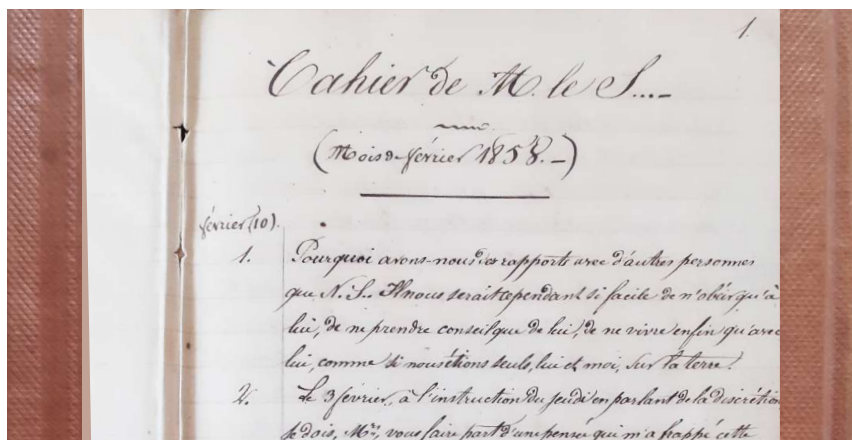 1.
Cahier de M. le S....
(Mois de février 1858. -)
février (10).
1. Pourquoi avons-nous des rapports avec d'autres personnes
que N. S.. Il nous serait cependant si facile de n'obéir qu'à
lui, de ne prendre conseil que de lui, de ne vivre enfin qu'avec
lui, comme si nous étions seuls, lui et moi, sur la terre!
2. Le 3 février, à l'instruction du jeudi en parlant de la discrétion
je dois, vous faire part d'une pensée qui m'a frappé cette